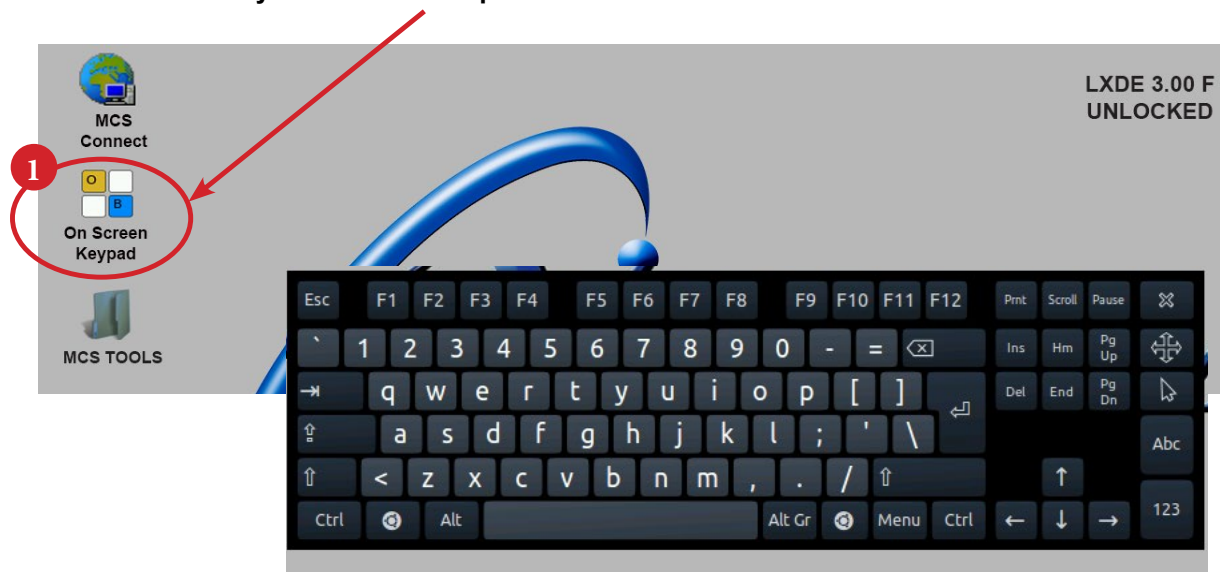 LXDE 3.00 F
UNLOCKED
MCS
Connect
1
O
B
On Screen
Keypad
MCS TOOLS
Esc F1 F2 F3 F4 F5 F6 F7 F8 F9 F10 F11 F12 Prnt Scroll Pause
` 1 2 3 4 5 6 7 8 9 0 - = Ins Hm Pg Up
q w e r t y u i o p [ ] Del End Pg Dn
a s d f g h j k l ; ' \ Abc
< z x c v b n m , . /
Ctrl Alt Alt Gr Menu Ctrl 123